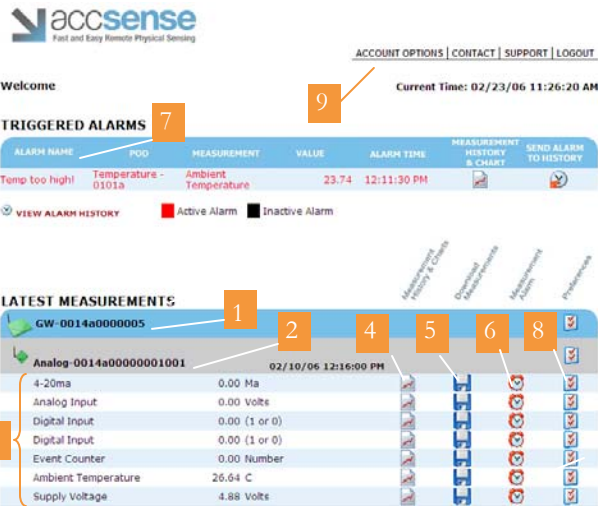 accsense
Fast and Easy Remote Physical Sensing
ACCOUNT OPTIONS | CONTACT | SUPPORT | LOGOUT
Welcome
9
Current Time: 02/23/06 11:26:20 AM
TRIGGERED ALARMS
7
ALARM NAME POD MEASUREMENT VALUE ALARM TIME MEASUREMENT HISTORY & CHART SEND ALARM TO HISTORY
Temp too high! Temperature - 0101a Ambient Temperature 23.74 12:11:30 PM
VIEW ALARM HISTORY Active Alarm Inactive Alarm
Measurement History & Charts Download Measurements Measurement Alarm Preferences
LATEST MEASUREMENTS
GW-0014a0000005 1
2 4 5 6 8
Analog-0014a00000001001 02/10/06 12:16:00 PM
4-20ma 0.00 Ma
Analog Input 0.00 Volts
Digital Input 0.00 (1 or 0)
Digital Input 0.00 (1 or 0)
Event Counter 0.00 Number
Ambient Temperature 26.64 C
Supply Voltage 4.88 Volts